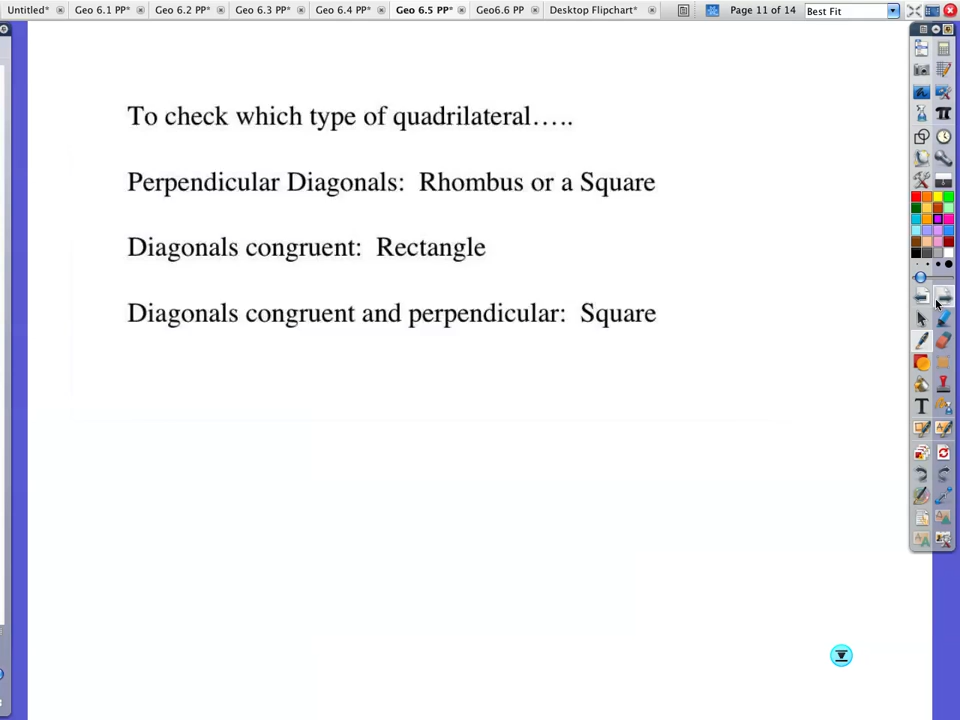 Untitled* Geo 6.1 PP* Geo 6.2 PP* Geo 6.3 PP* Geo 6.4 PP* Geo 6.5 PP* Geo6.6 PP Desktop Flipchart* Page 11 of 14 Best Fit
To check which type of quadrilateral.....
Perpendicular Diagonals: Rhombus or a Square
Diagonals congruent: Rectangle
Diagonals congruent and perpendicular: Square